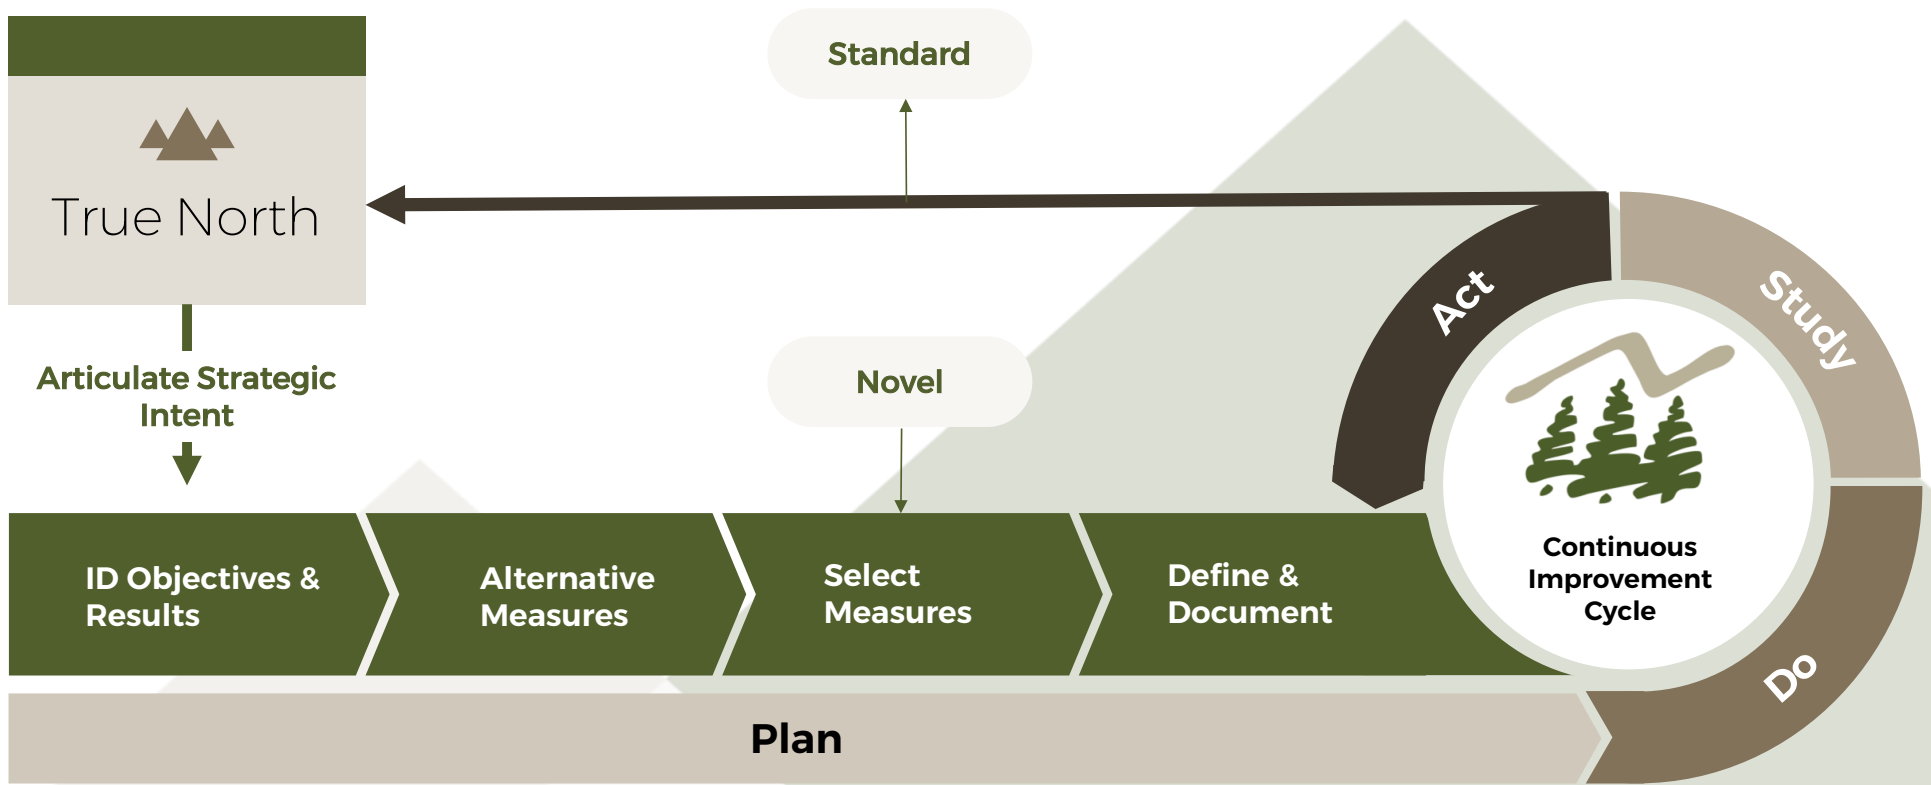 Standard
True North
Act
Study
Articulate Strategic
Intent
Novel
ID Objectives &
Results
Alternative
Measures
Select
Measures
Define &
Document
Continuous
Improvement
Cycle
Do
Plan